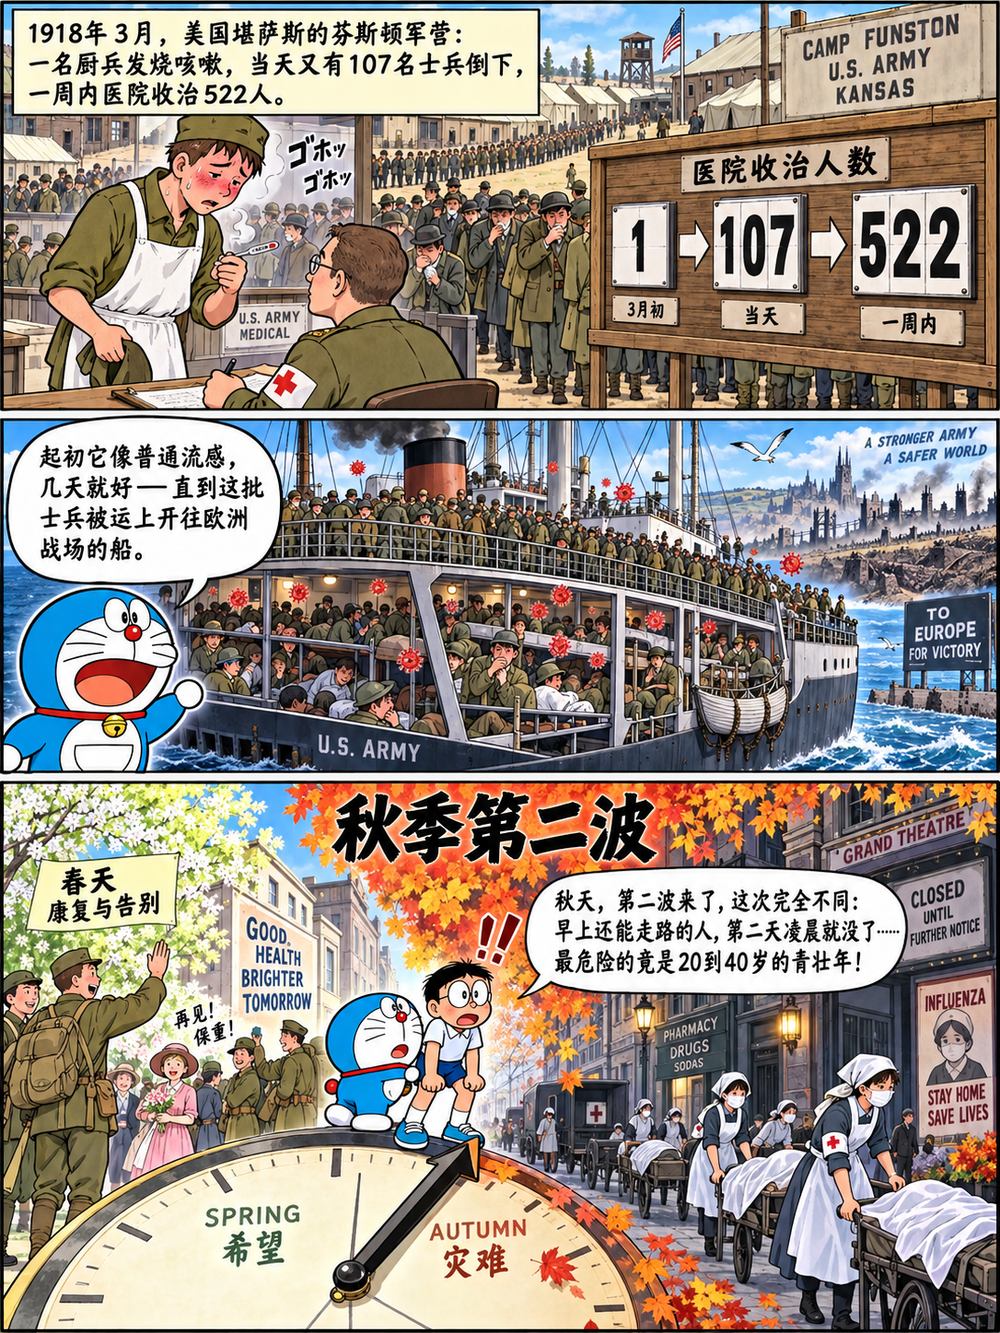 1918年3月，美国堪萨斯的芬斯顿军营：
一名厨兵发烧咳嗽，当天又有107名士兵倒下，
一周内医院收治522人。
CAMP FUNSTON
U.S. ARMY
KANSAS
ゴホッ
ゴホッ
医院收治人数
1
107
522
3月初
当天
一周内
U.S. ARMY
MEDICAL
起初它像普通流感，
几天就好——直到这批
士兵被运上开往欧洲
战场的船。
A STRONGER ARMY
A SAFER WORLD
TO
EUROPE
FOR VICTORY
U.S. ARMY
秋季第二波
春天
康复与告别
GOOD
HEALTH
BRIGHTER
TOMORROW
再见！
保重！
!!
秋天，第二波来了，这次完全不同：
早上还能走路的人，第二天凌晨就没了……
最危险的竟是20到40岁的青壮年！
GRAND THEATRE
CLOSED
UNTIL
FURTHER NOTICE
PHARMACY
DRUGS
SODAS
INFLUENZA
STAY HOME
SAVE LIVES
SPRING
希望
AUTUMN
灾难